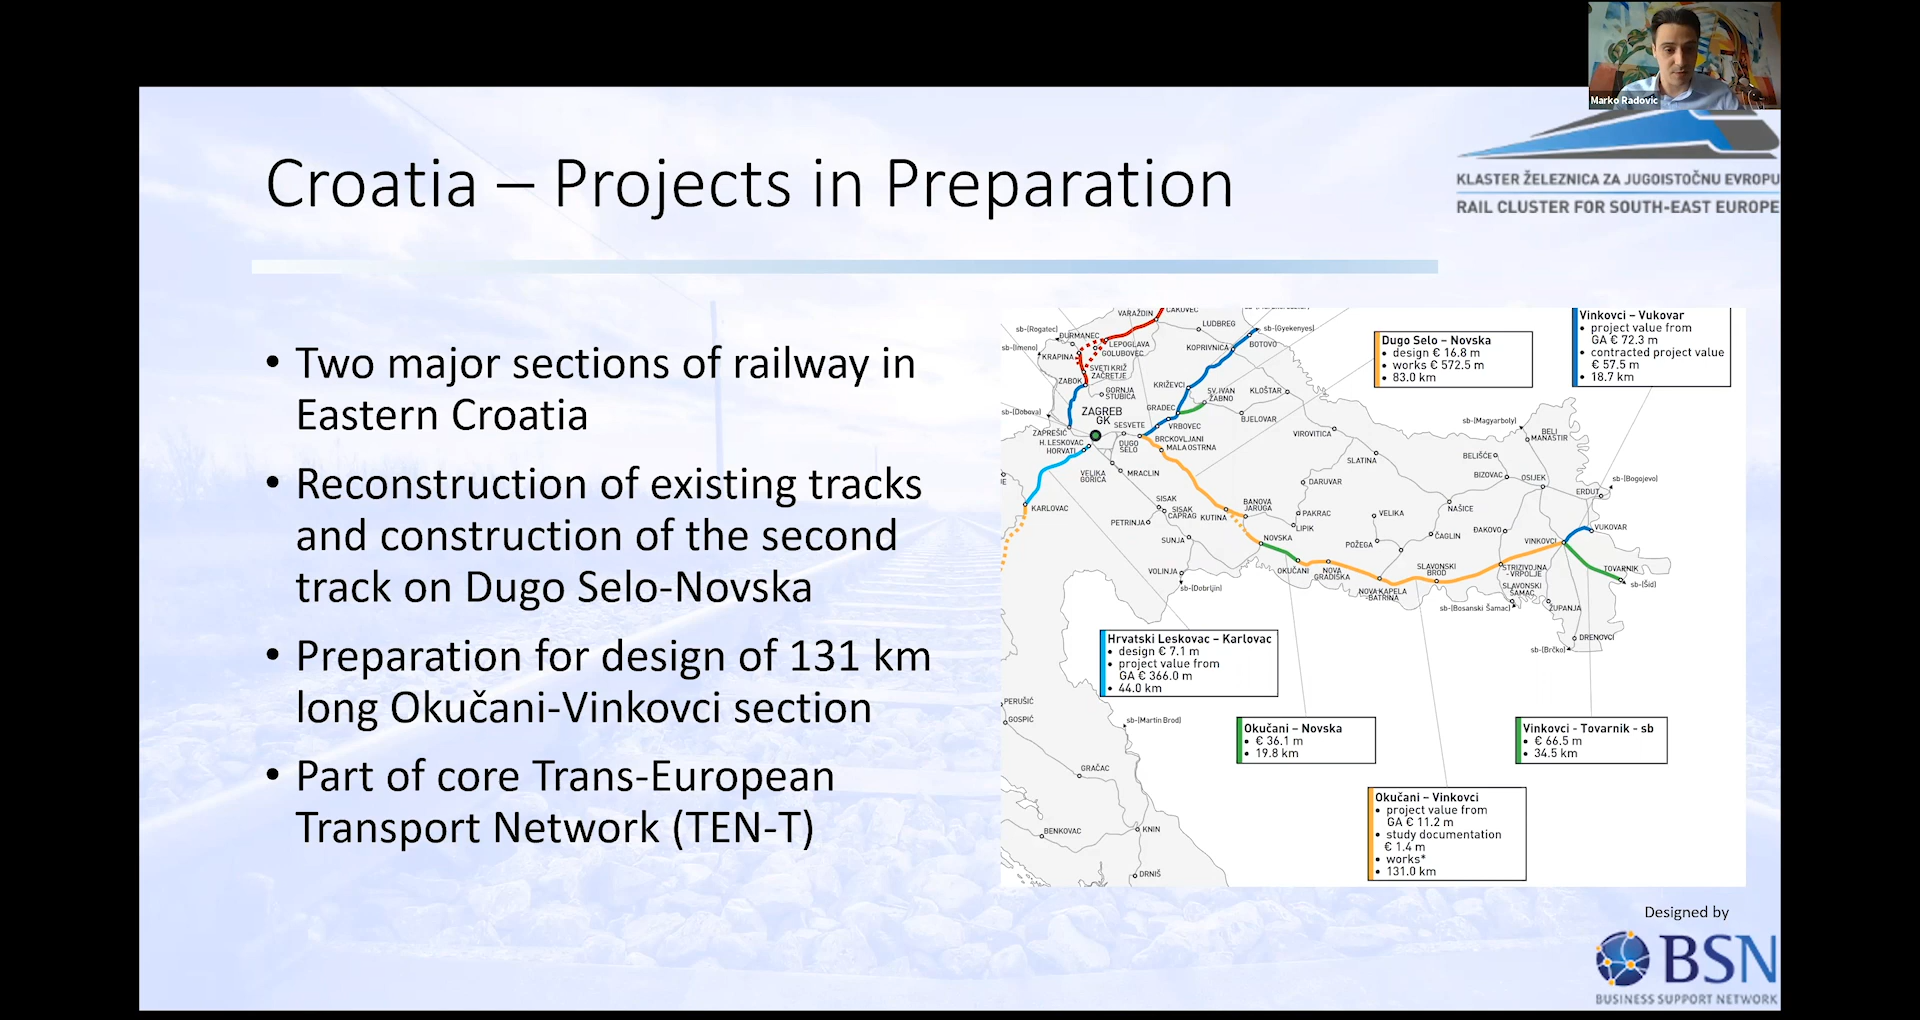 Marko Radovic
KLASTER ŽELEZNICA ZA JUGOISTOČNU EVROPU
RAIL CLUSTER FOR SOUTH-EAST EUROPE
Croatia – Projects in Preparation
• Two major sections of railway in
Eastern Croatia
• Reconstruction of existing tracks
and construction of the second
track on Dugo Selo-Novska
• Preparation for design of 131 km
long Okučani-Vinkovci section
• Part of core Trans-European
Transport Network (TEN-T)
VARAŽDIN
ČAKOVEC
sb-(Rogatec)
ĐURMANEC
LUDBREG
sb-(Gyekenyes)
sb-(Imeno)
LEPOGLAVA
GOLUBOVEC
KOPRIVNICA
BOTOVO
KRAPINA
SVETI KRIŽ
ZAČRETJE
ZABOK
GORNJA
STUBICA
KRIŽEVCI
SV. IVAN
ŽABNO
KLOŠTAR
sb-(Dobova)
ZAGREB
GK
GRADEC
BJELOVAR
SESVETE
VRBOVEC
ZAPREŠIĆ
H. LESKOVAC
HORVATI
DUGO
SELO
BRCKOVLJANI
MALA OSTRNA
VIROVITICA
sb-(Magyarboly)
BELI
MANASTIR
VELIKA
GORICA
MRACLIN
SLATINA
BELIŠĆE
BIZOVAC
OSIJEK
sb-(Bogojevo)
ERDUT
DARUVAR
KARLOVAC
SISAK
SISAK
CAPRAG
PETRINJA
KUTINA
BANOVA
JARUGA
PAKRAC
LIPIK
VELIKA
NAŠICE
ĐAKOVO
VUKOVAR
SUNJA
NOVSKA
POŽEGA
ČAGLIN
VINKOVCI
VOLINJA
sb-(Dobrljin)
OKUČANI
NOVA
GRADIŠKA
NOVA KAPELA
-BATRINA
SLAVONSKI
BROD
STRIZIVOJNA
-VRPOLJE
SLAVONSKI
ŠAMAC
sb-(Bosanski Šamac)
TOVARNIK
sb-(Šid)
ŽUPANJA
DRENOVCI
sb-(Brčko)
PERUŠIĆ
GOSPIĆ
sb-(Martin Brod)
GRAČAC
BENKOVAC
KNIN
DRNIŠ
Dugo Selo – Novska
• design € 16.8 m
• works € 572.5 m
• 83.0 km
Vinkovci – Vukovar
• project value from
GA € 72.3 m
• contracted project value
€ 57.5 m
• 18.7 km
Hrvatski Leskovac – Karlovac
• design € 7.1 m
• project value from
GA € 366.0 m
• 44.0 km
Okučani – Novska
• € 36.1 m
• 19.8 km
Vinkovci - Tovarnik - sb
• € 66.5 m
• 34.5 km
Okučani – Vinkovci
• project value from
GA € 11.2 m
• study documentation
€ 1.4 m
• works*
• 131.0 km
Designed by
BSN
BUSINESS SUPPORT NETWORK